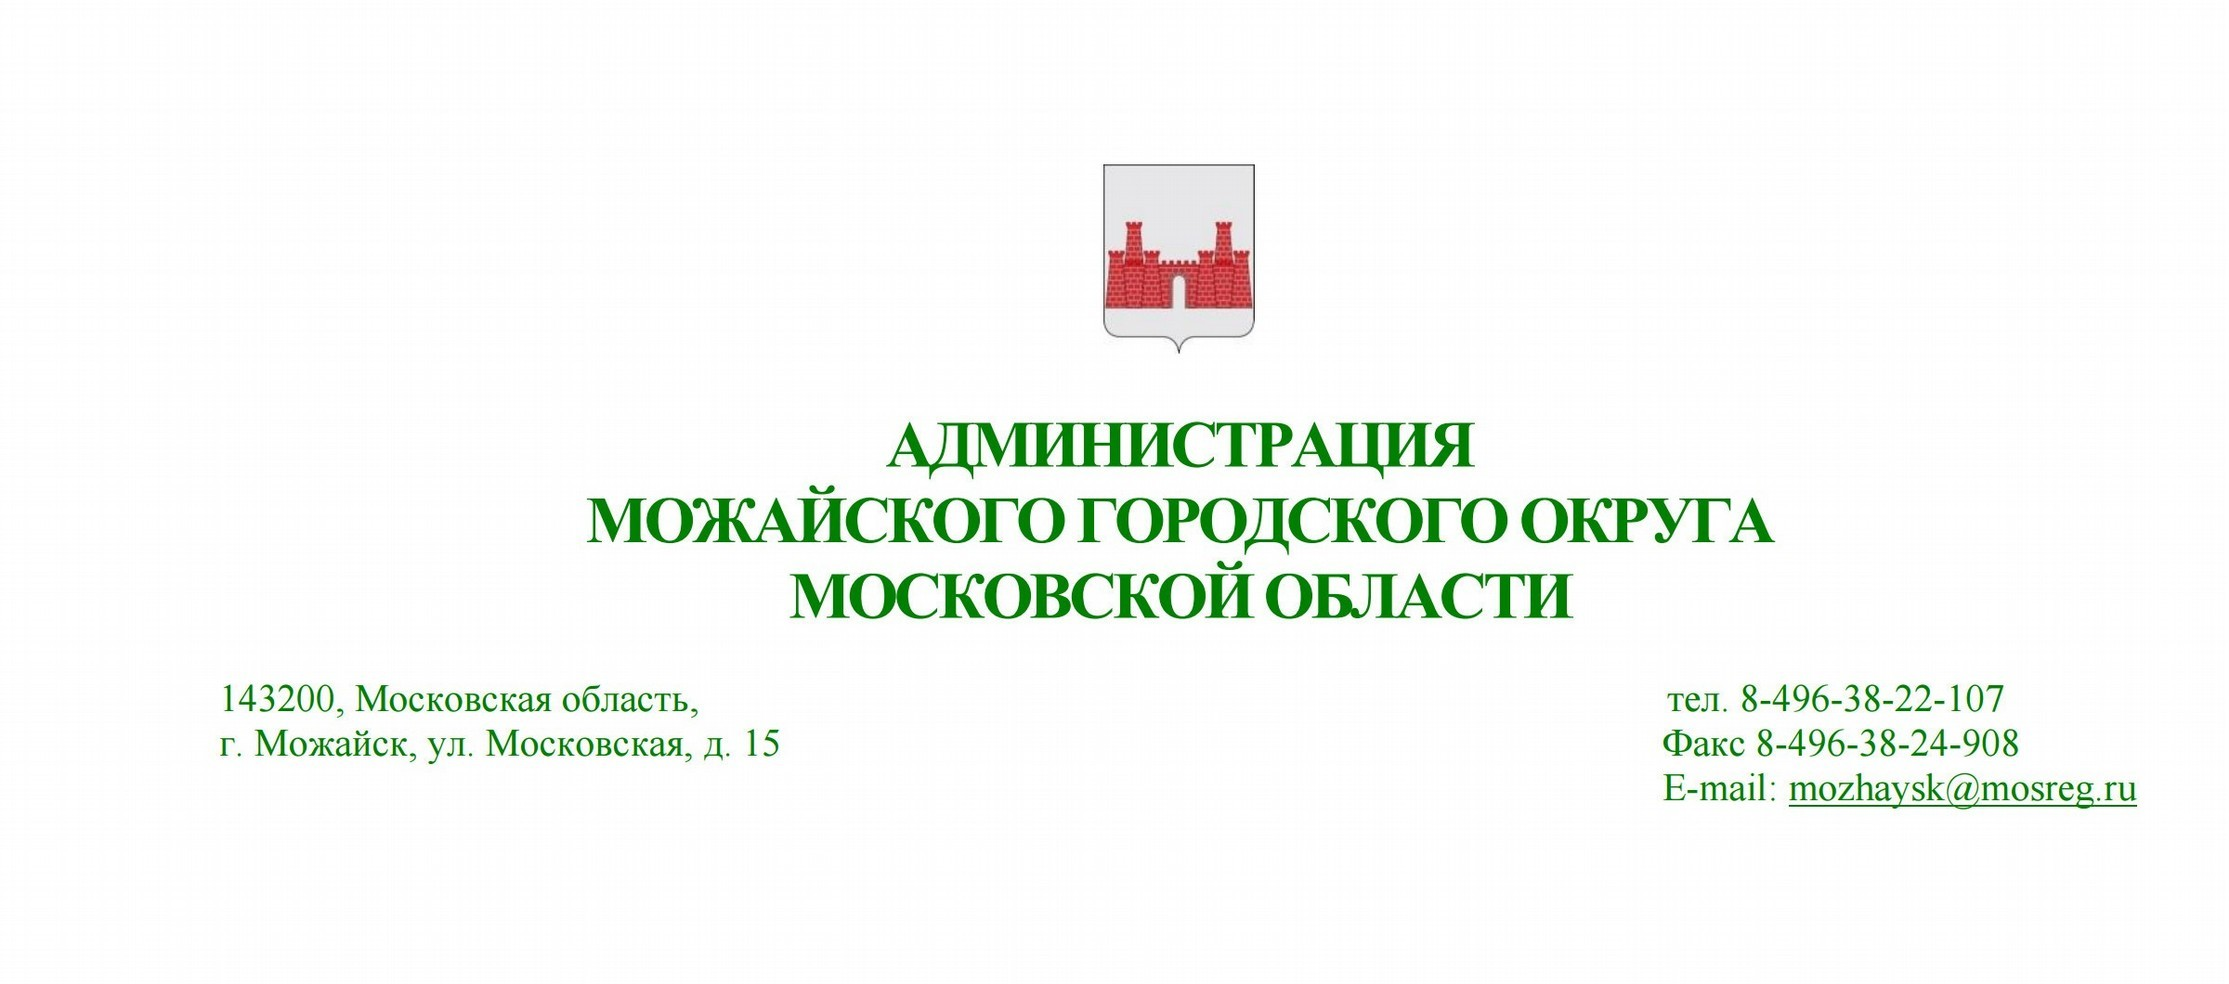 АДМИНИСТРАЦИЯ
МОЖАЙСКОГО ГОРОДСКОГО ОКРУГА
МОСКОВСКОЙ ОБЛАСТИ
143200, Московская область,
г. Можайск, ул. Московская, д. 15
тел. 8-496-38-22-107
Факс 8-496-38-24-908
E-mail: mozhaysk@mosreg.ru